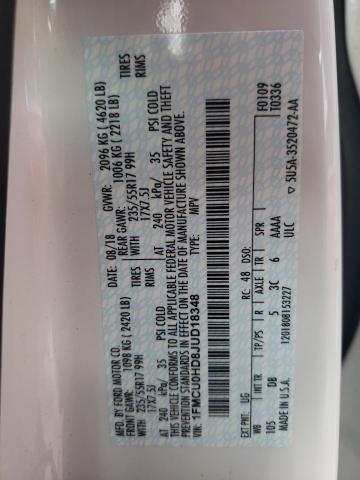 MFD. BY FORD MOTOR CO. DATE: 08/18 GVWR: 2096 KG ( 4620 LB)
FRONT GAWR: 1098 KG ( 2420 LB) REAR GAWR: 1006 KG ( 2218 LB)
WITH 235/55R17 99H TIRES 235/55R17 99H TIRES
17X7.5J RIMS 17X7.5J RIMS
AT 240 kPa/ 35 PSI COLD AT 240 kPa/ 35 PSI COLD
THIS VEHICLE CONFORMS TO ALL APPLICABLE FEDERAL MOTOR VEHICLE SAFETY AND THEFT
PREVENTION STANDARDS IN EFFECT ON THE DATE OF MANUFACTURE SHOWN ABOVE.
VIN: 1FMCU0HD8JUD18348 TYPE: MPV
F0109
T0336
EXT PNT: UG RC: 48 DSO:
WB INT TR TP/PS R AXLE TR SPR
105 DB 5 3C 6 AAAA
MADE IN U.S.A. 1201808153227 ULC
5U5A-3520472-AA